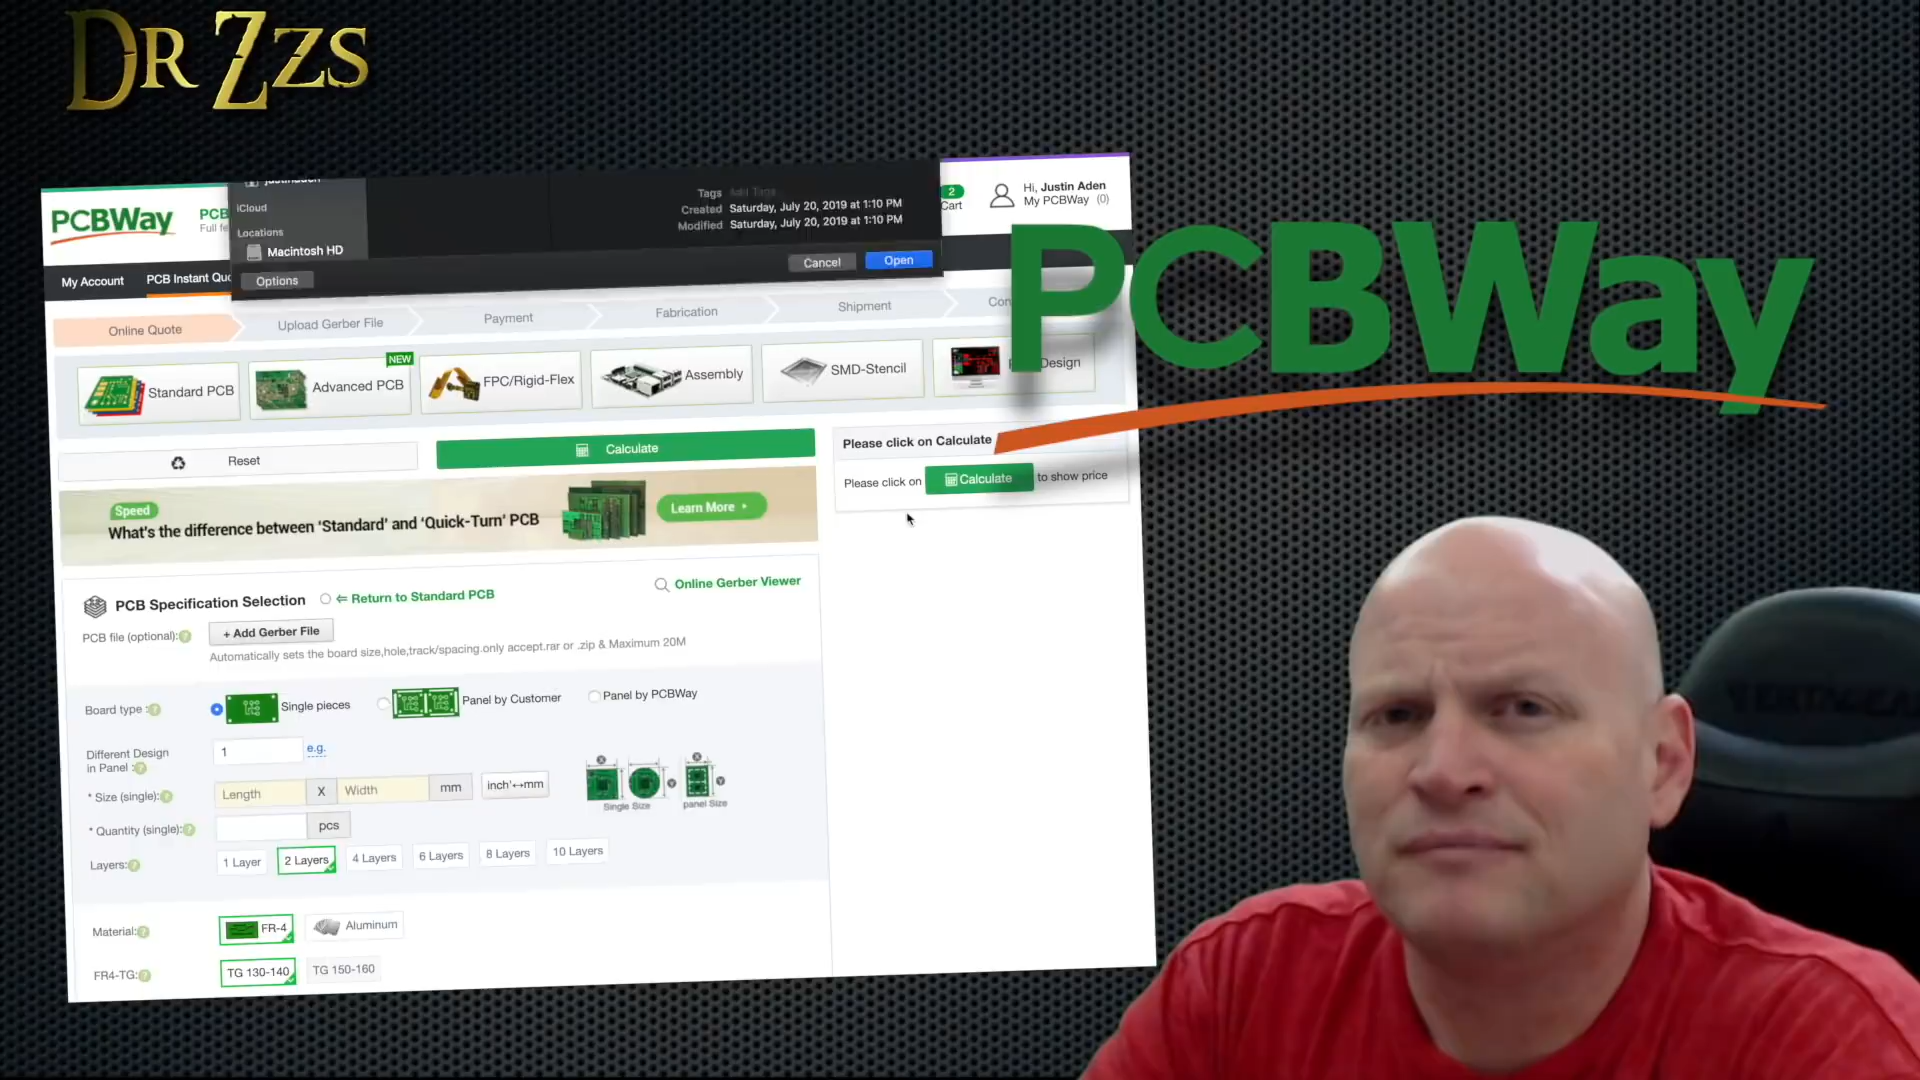 DR ZZS
PCBWay
PCB
Full fe
iCloud
Locations
Macintosh HD
Options
Tags Add Tags
Created Saturday, July 20, 2019 at 1:10 PM
Modified Saturday, July 20, 2019 at 1:10 PM
Cancel
Open
2
Cart
Hi, Justin Aden
My PCBWay (0)
PCBWay
My Account
PCB Instant Quo
Online Quote
Upload Gerber File
Payment
Fabrication
Shipment
Con
Standard PCB
NEW
Advanced PCB
FPC/Rigid-Flex
Assembly
SMD-Stencil
Design
Reset
Calculate
Please click on Calculate
Please click on Calculate to show price
Speed
What's the difference between 'Standard' and 'Quick-Turn' PCB
Learn More
PCB Specification Selection
⇐ Return to Standard PCB
Online Gerber Viewer
PCB file (optional):
+ Add Gerber File
Automatically sets the board size,hole,track/spacing.only accept.rar or .zip & Maximum 20M
Board type :
Single pieces
Panel by Customer
Panel by PCBWay
Different Design
in Panel :
1
e.g.
* Size (single):
Length X Width mm
inch'↔mm
Single Size
panel Size
* Quantity (single):
pcs
Layers:
1 Layer
2 Layers
4 Layers
6 Layers
8 Layers
10 Layers
Material:
FR-4
Aluminum
FR4-TG:
TG 130-140
TG 150-160